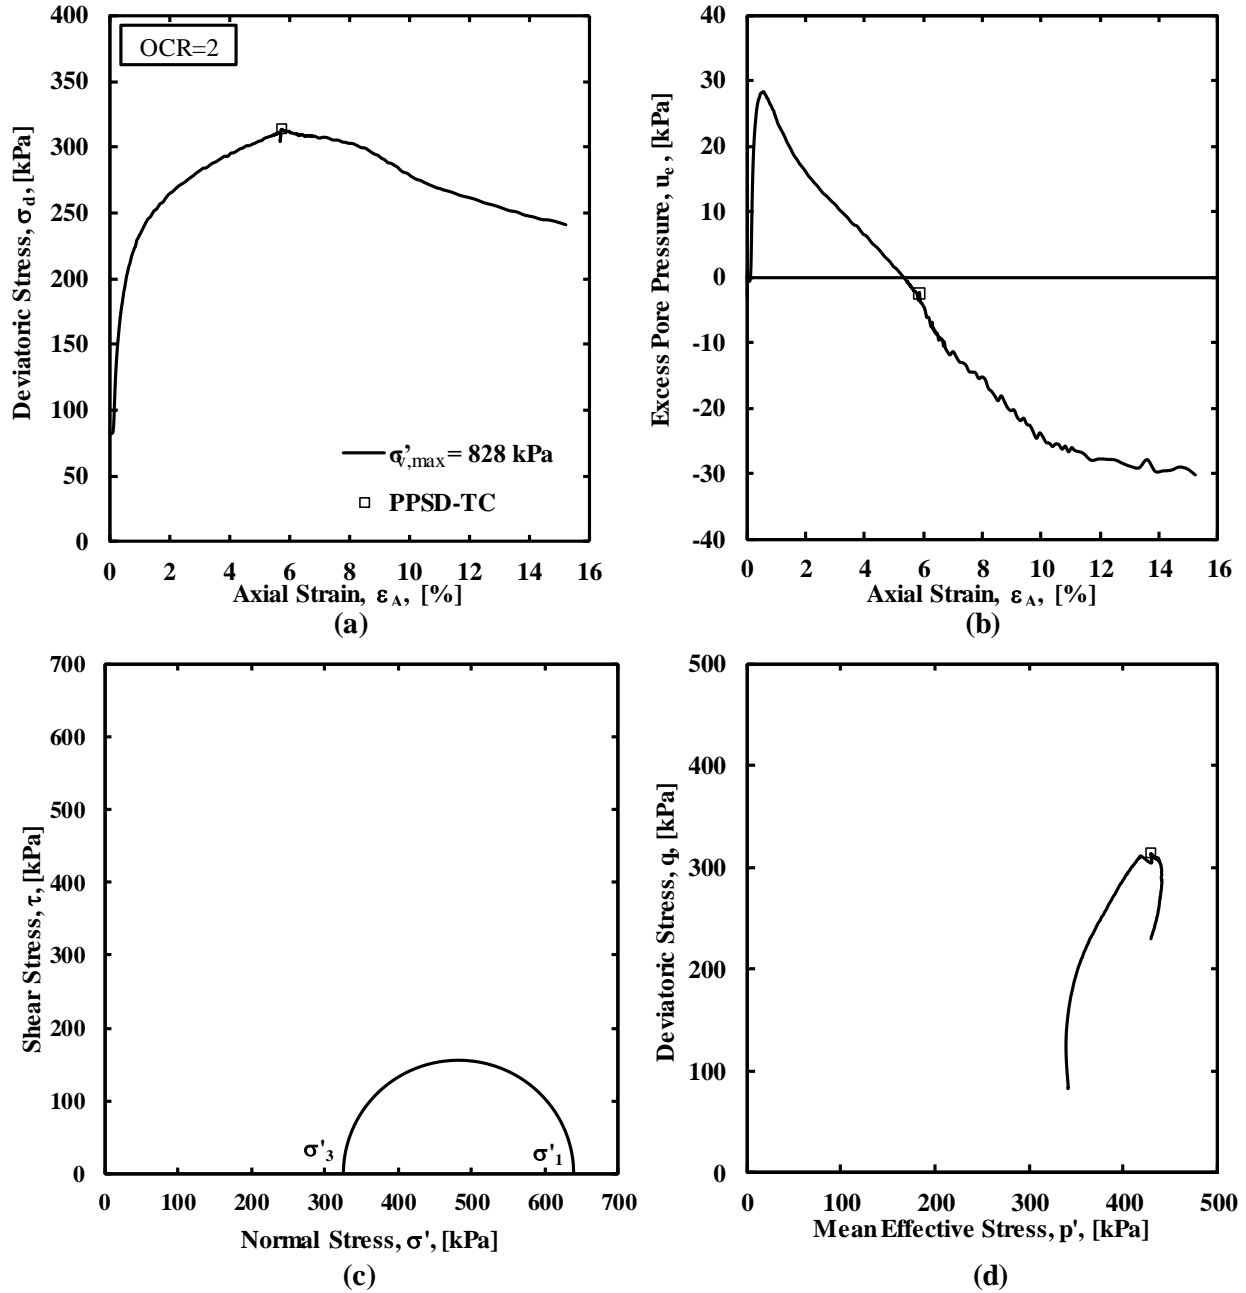 OCR=2
400
350
300
250
200
150
100
50
0
Deviatoric Stress, σd, [kPa]
σ'v,max = 828 kPa
PPSD-TC
0 2 4 6 8 10 12 14 16
Axial Strain, εA, [%]
(a)
40
30
20
10
0
-10
-20
-30
-40
Excess Pore Pressure, ue, [kPa]
0 2 4 6 8 10 12 14 16
Axial Strain, εA, [%]
(b)
700
600
500
400
300
200
100
0
Shear Stress, τ, [kPa]
σ'3
σ'1
0 100 200 300 400 500 600 700
Normal Stress, σ', [kPa]
(c)
500
400
300
200
100
0
Deviatoric Stress, q, [kPa]
0 100 200 300 400 500
Mean Effective Stress, p', [kPa]
(d)